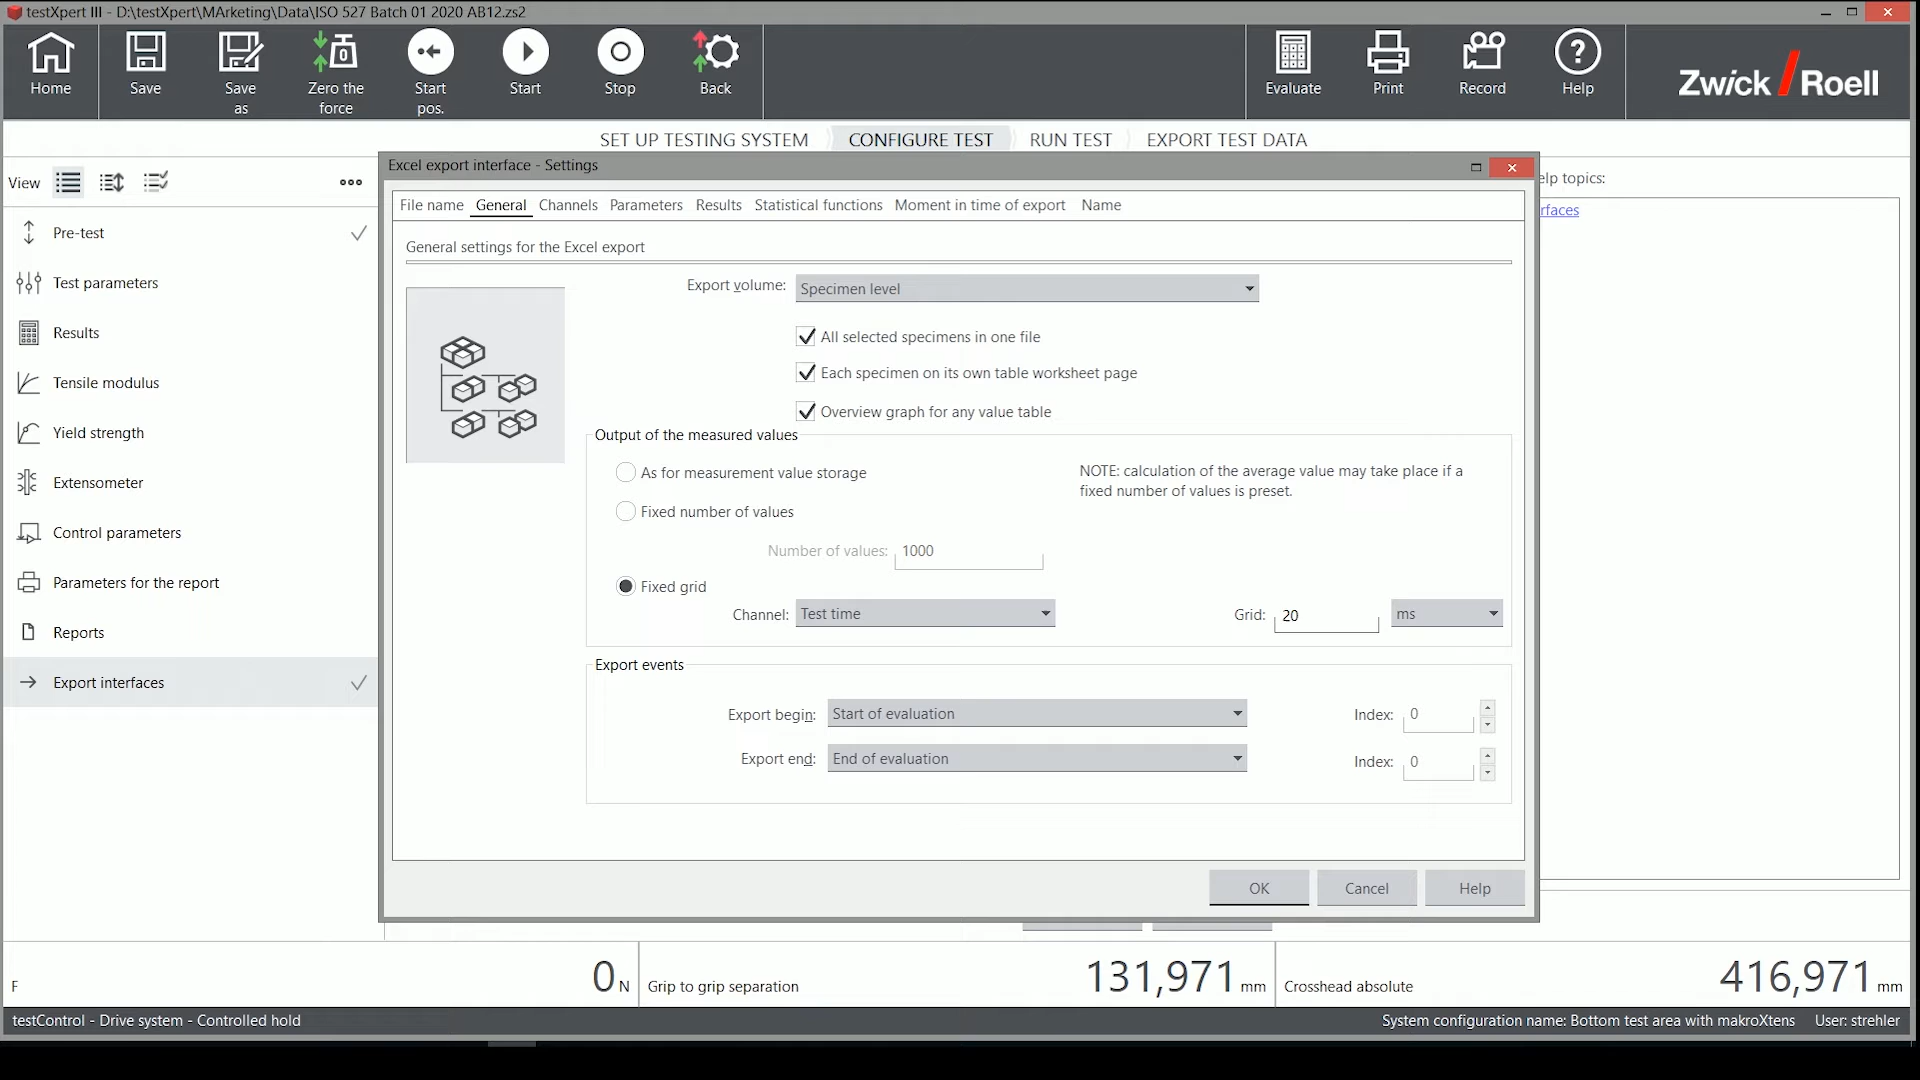 testXpert III - D:\testXpert\MArketing\Data\ISO 527 Batch 01 2020 AB12.zs2
Home
Save
Save as
Zero the force
Start pos.
Start
Stop
Back
Evaluate
Print
Record
Help
Zwick / Roell
SET UP TESTING SYSTEM
CONFIGURE TEST
RUN TEST
EXPORT TEST DATA
View
Pre-test
Test parameters
Results
Tensile modulus
Yield strength
Extensometer
Control parameters
Parameters for the report
Reports
Export interfaces
Excel export interface - Settings
File name General Channels Parameters Results Statistical functions Moment in time of export Name
General settings for the Excel export
Export volume: Specimen level
All selected specimens in one file
Each specimen on its own table worksheet page
Overview graph for any value table
Output of the measured values
As for measurement value storage
NOTE: calculation of the average value may take place if a
fixed number of values is preset.
Fixed number of values
Number of values: 1000
Fixed grid
Channel: Test time Grid: 20 ms
Export events
Export begin: Start of evaluation Index: 0
Export end: End of evaluation Index: 0
OK Cancel Help
elp topics:
rfaces
F 0 N
Grip to grip separation 131,971 mm
Crosshead absolute 416,971 mm
testControl - Drive system - Controlled hold
System configuration name: Bottom test area with makroXtens User: strehler